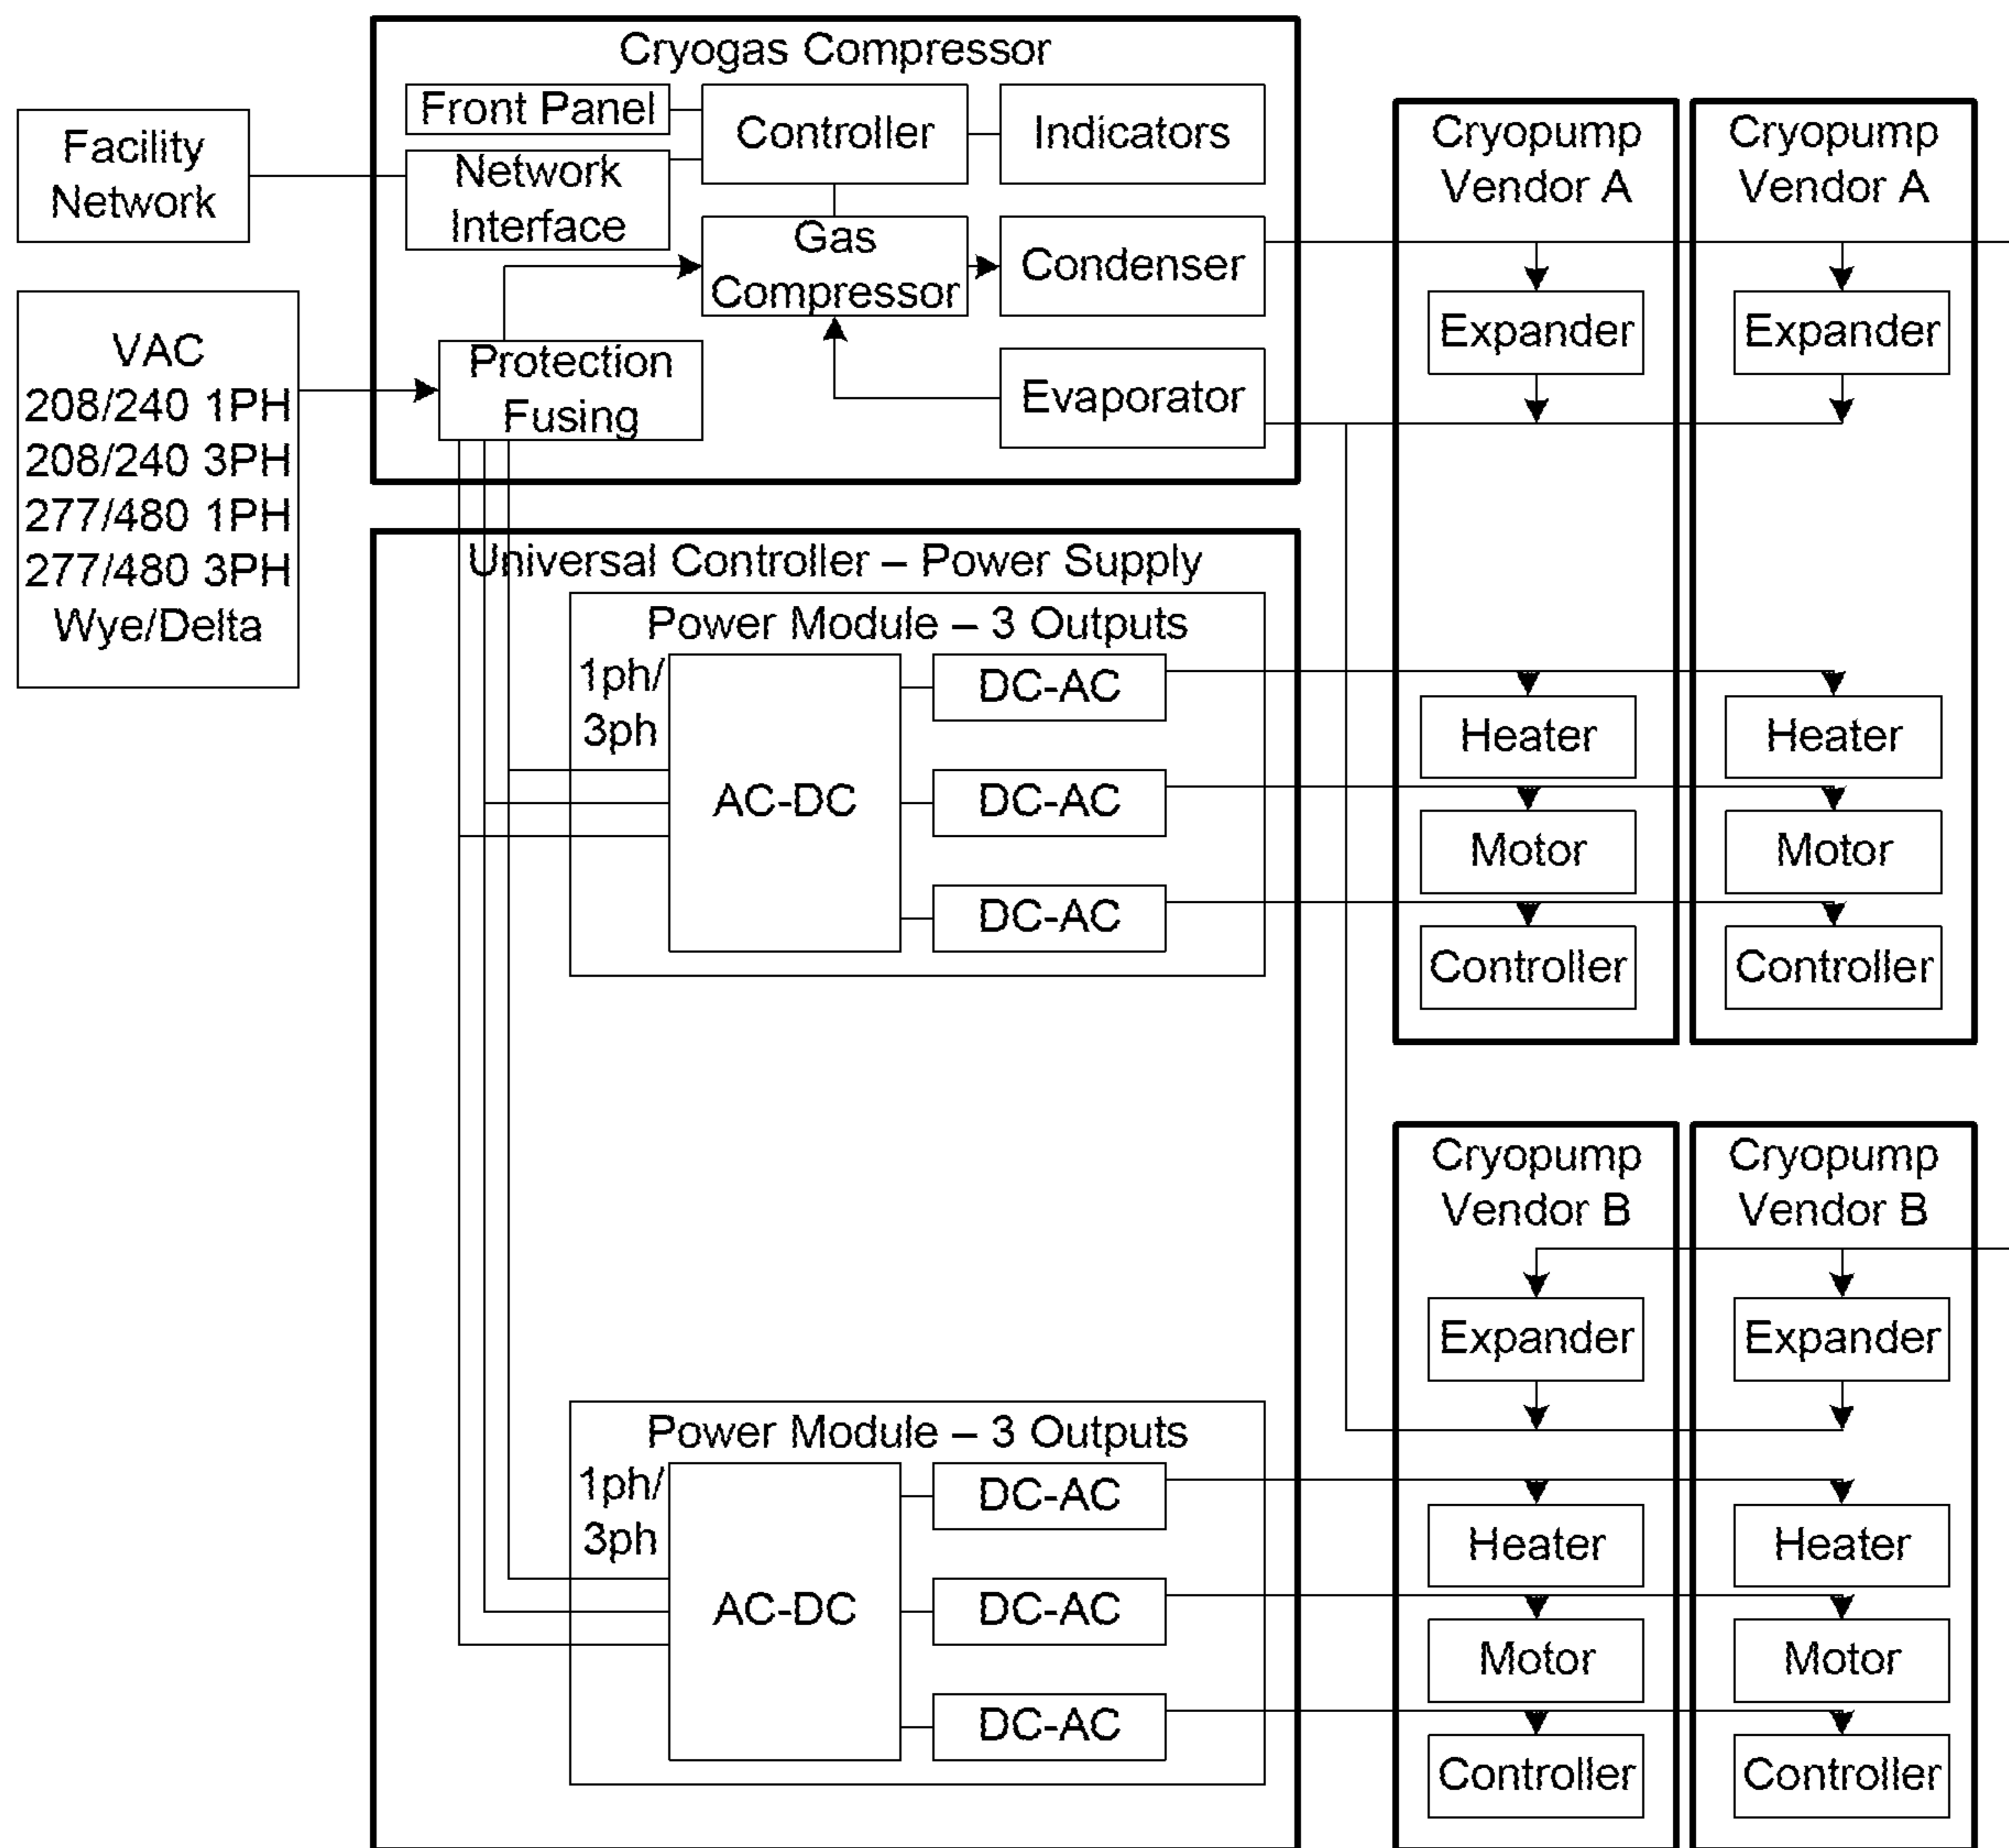 Cryogas Compressor
Front Panel
Controller
Indicators
Network
Interface
Gas
Compressor
Condenser
Protection
Fusing
Evaporator
Facility
Network
VAC
208/240 1PH
208/240 3PH
277/480 1PH
277/480 3PH
Wye/Delta
Universal Controller – Power Supply
Power Module – 3 Outputs
1ph/
3ph
AC-DC
DC-AC
DC-AC
DC-AC
Power Module – 3 Outputs
1ph/
3ph
AC-DC
DC-AC
DC-AC
DC-AC
Cryopump
Vendor A
Expander
Heater
Motor
Controller
Cryopump
Vendor A
Expander
Heater
Motor
Controller
Cryopump
Vendor B
Expander
Heater
Motor
Controller
Cryopump
Vendor B
Expander
Heater
Motor
Controller